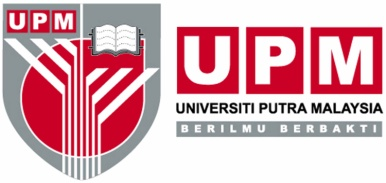 UPM
UPM
UNIVERSITI PUTRA MALAYSIA
BERILMU BERBAKTI